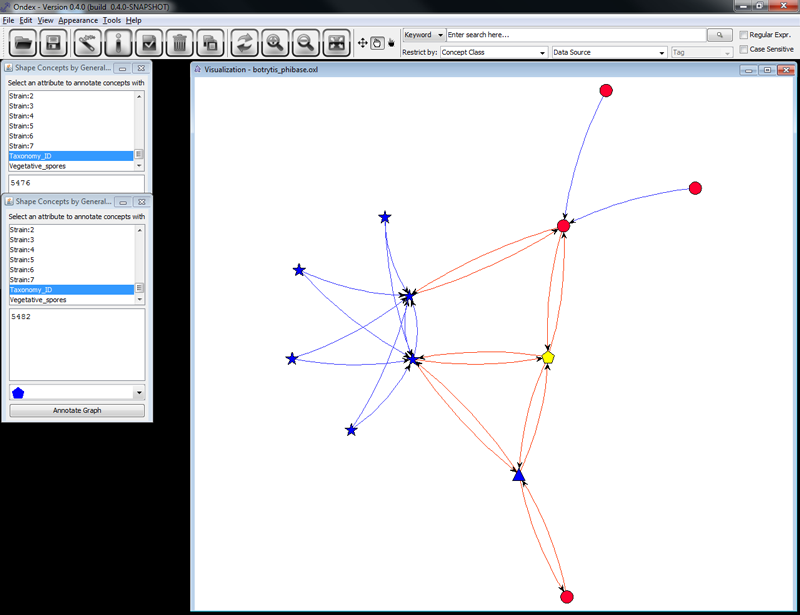 Ondex - Version 0.4.0 (build 0.4.0-SNAPSHOT)
File Edit View Appearance Tools Help
Keyword
Enter search here...
Regular Expr.
Restrict by:
Concept Class
Data Source
Tag
Case Sensitive
Shape Concepts by General...
Select an attribute to annotate concepts with
Strain:2
Strain:3
Strain:4
Strain:5
Strain:6
Strain:7
Taxonomy_ID
Vegetative_spores
5476
Shape Concepts by General...
Select an attribute to annotate concepts with
Strain:2
Strain:3
Strain:4
Strain:5
Strain:6
Strain:7
Taxonomy_ID
Vegetative_spores
5482
Annotate Graph
Visualization - botrytis_phibase.oxl